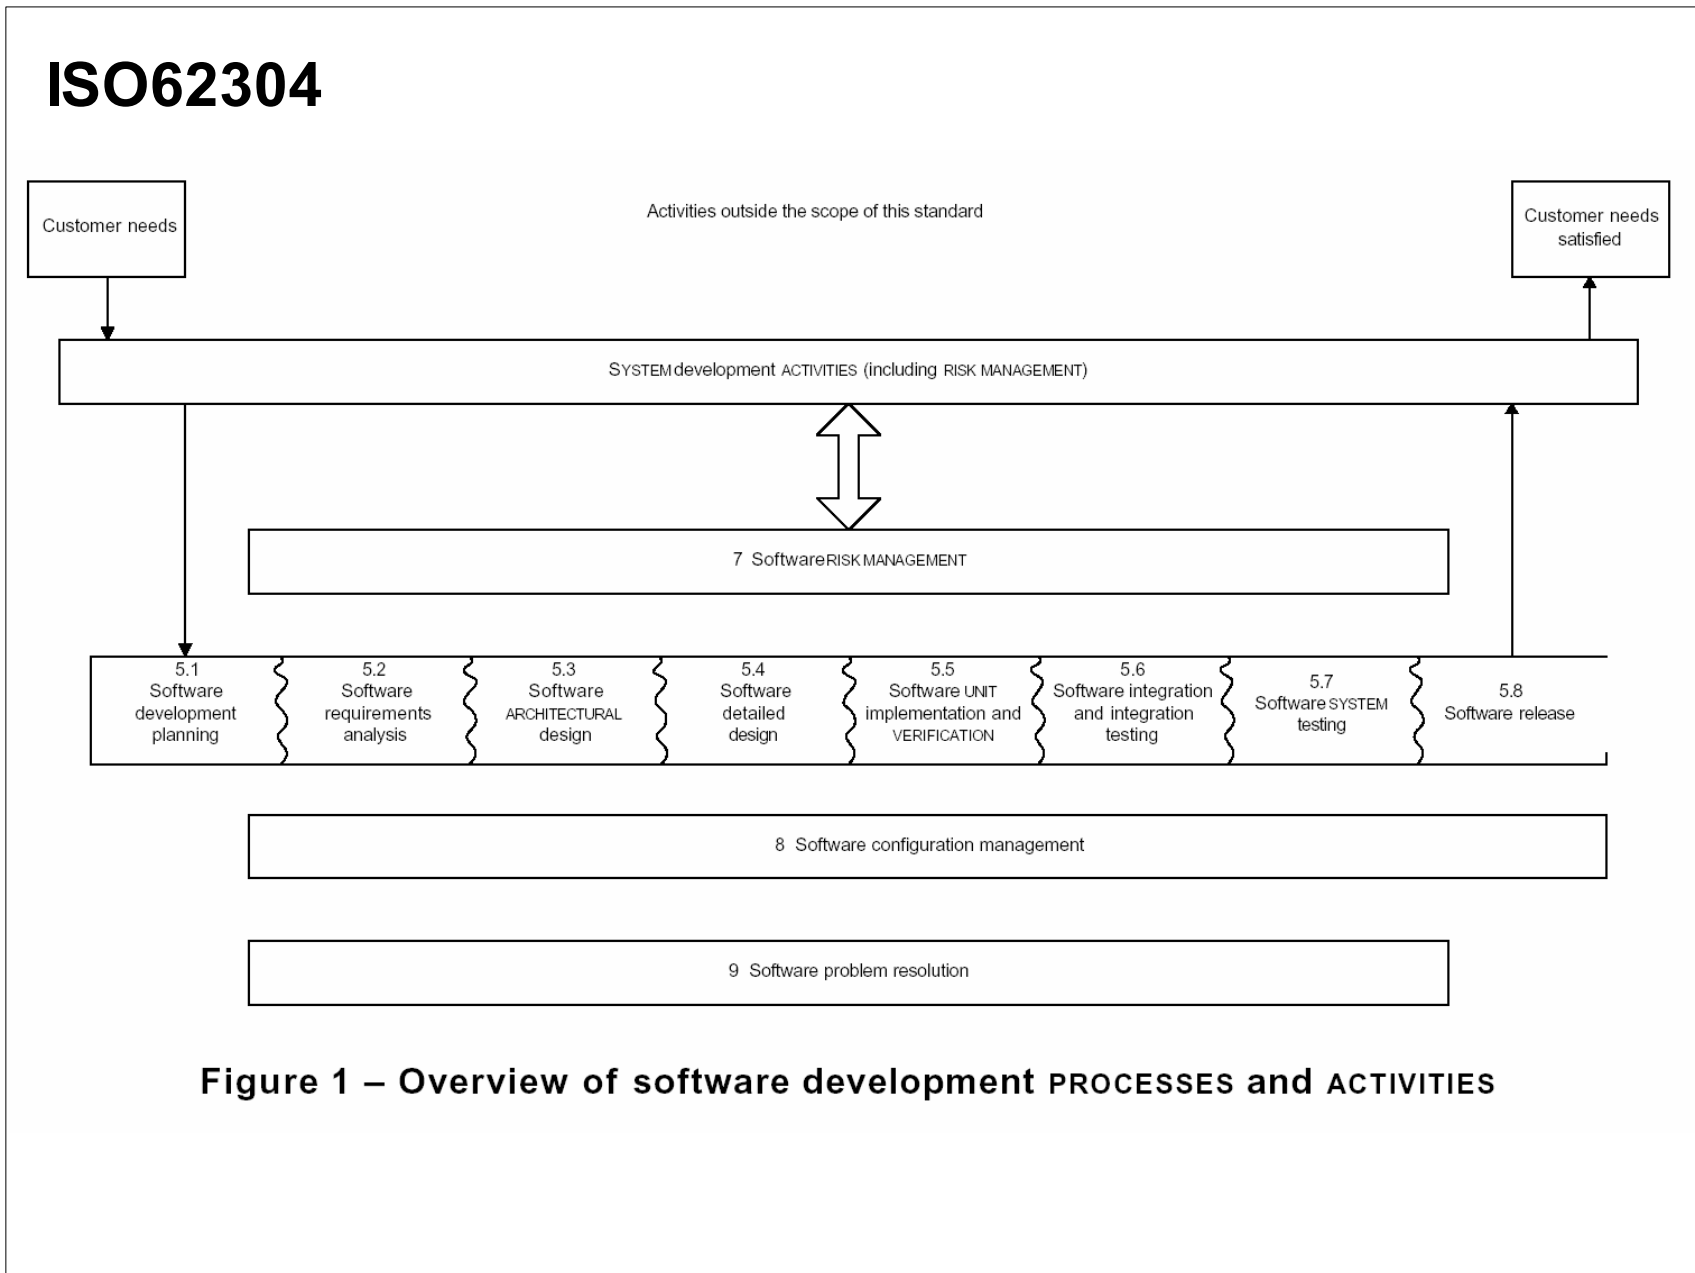 ISO62304
Customer needs
Activities outside the scope of this standard
Customer needs
satisfied
SYSTEM development ACTIVITIES (including RISK MANAGEMENT)
7 Software RISK MANAGEMENT
5.1
Software
development
planning
5.2
Software
requirements
analysis
5.3
Software
ARCHITECTURAL
design
5.4
Software
detailed
design
5.5
Software UNIT
implementation and
VERIFICATION
5.6
Software integration
and integration
testing
5.7
Software SYSTEM
testing
5.8
Software release
8 Software configuration management
9 Software problem resolution
Figure 1 – Overview of software development PROCESSES and ACTIVITIES